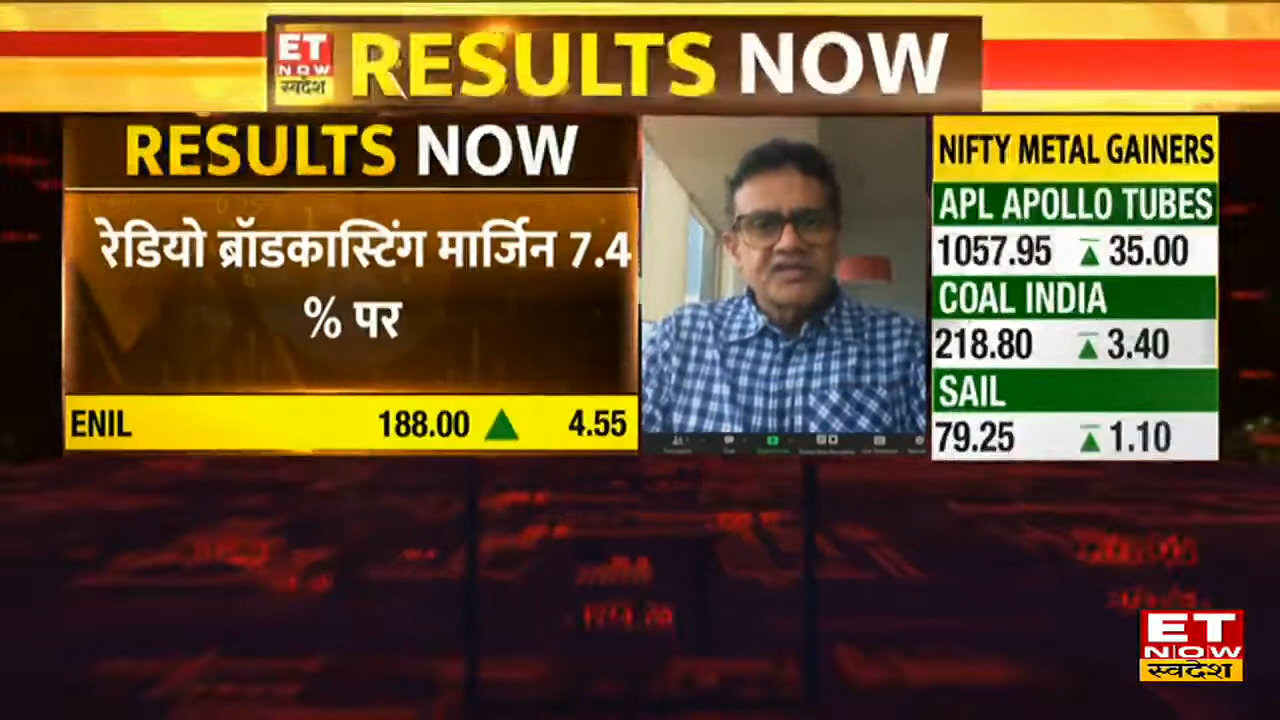 ET
NOW
स्वदेश
RESULTS NOW
RESULTS NOW
रेडियो ब्रॉडकास्टिंग मार्जिन 7.4
% पर
ENIL 188.00 ▲ 4.55
NIFTY METAL GAINERS
APL APOLLO TUBES
1057.95 ▲ 35.00
COAL INDIA
218.80 ▲ 3.40
SAIL
79.25 ▲ 1.10
ET
NOW
स्वदेश